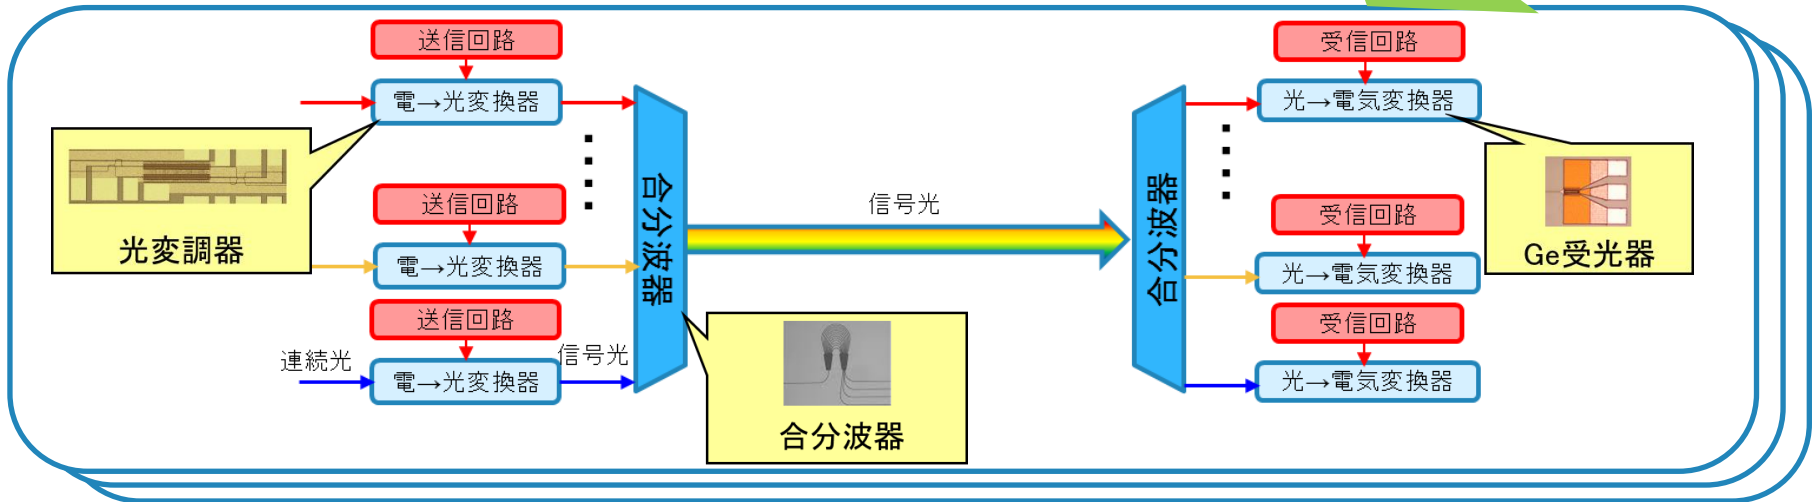 送信回路
電→光変換器
光変調器
送信回路
電→光変換器
送信回路
連続光
電→光変換器
信号光
合分波器
合分波器
信号光
合分波器
受信回路
光→電気変換器
Ge受光器
受信回路
光→電気変換器
受信回路
光→電気変換器